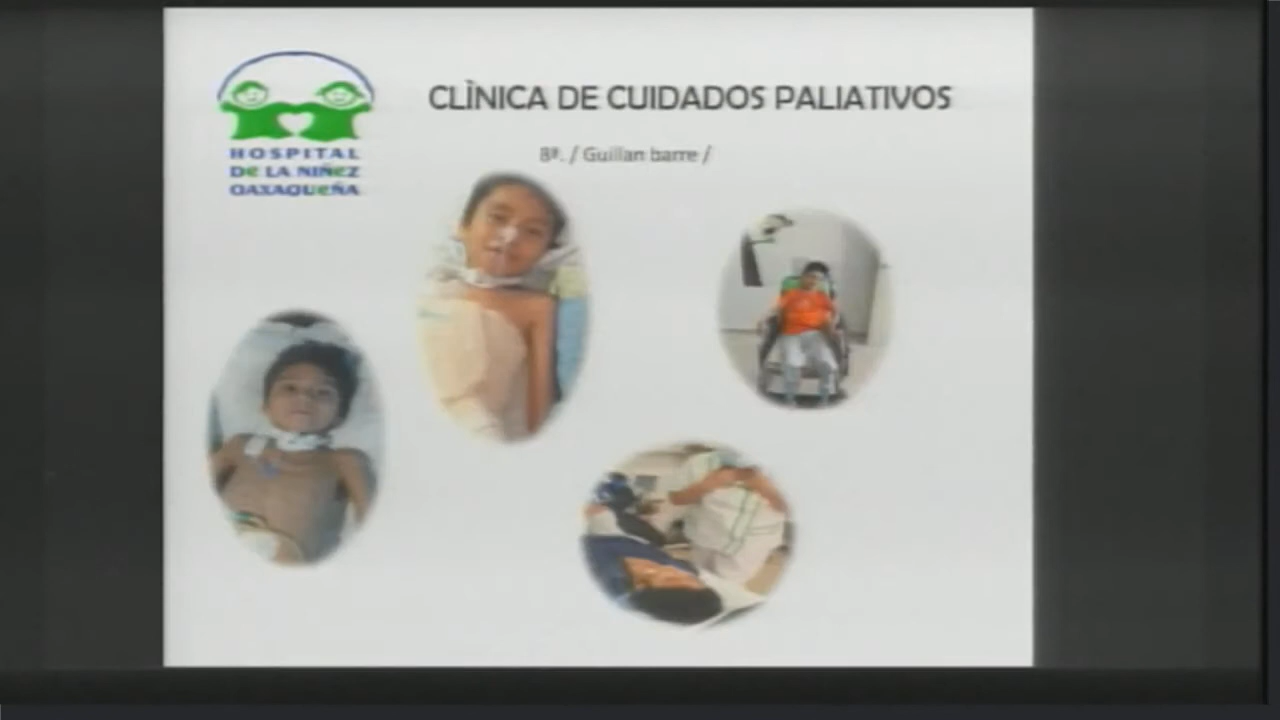 CLÌNICA DE CUIDADOS PALIATIVOS
8ª. / Guillan barre /
HOSPITAL
De LA NIÑeZ
OAXAQUeÑA